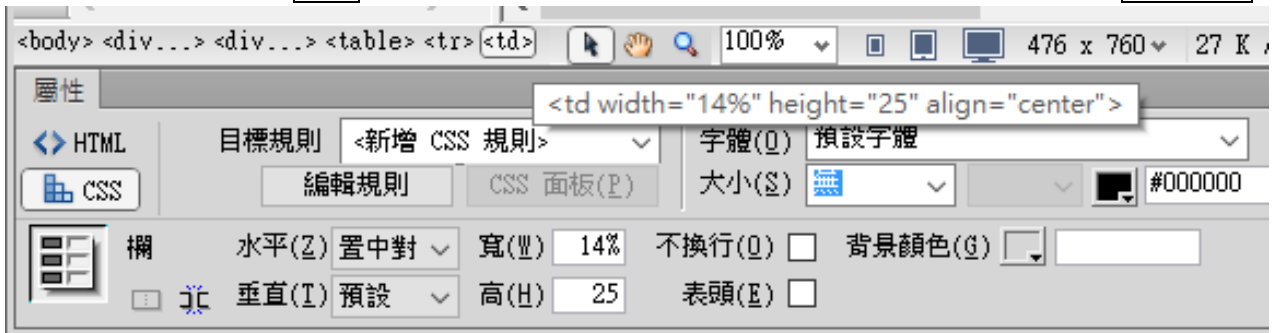 <body> <div...> <div...> <table> <tr> <td> 100% 476 x 760 27 K
屬性
<td width="14%" height="25" align="center">
HTML 目標規則 <新增 CSS 規則> 字體(O) 預設字體
CSS 編輯規則 CSS 面板(P) 大小(S) 無 #000000
欄 水平(Z) 置中對 寬(W) 14% 不換行(O) 背景顏色(G)
垂直(T) 預設 高(H) 25 表頭(E)